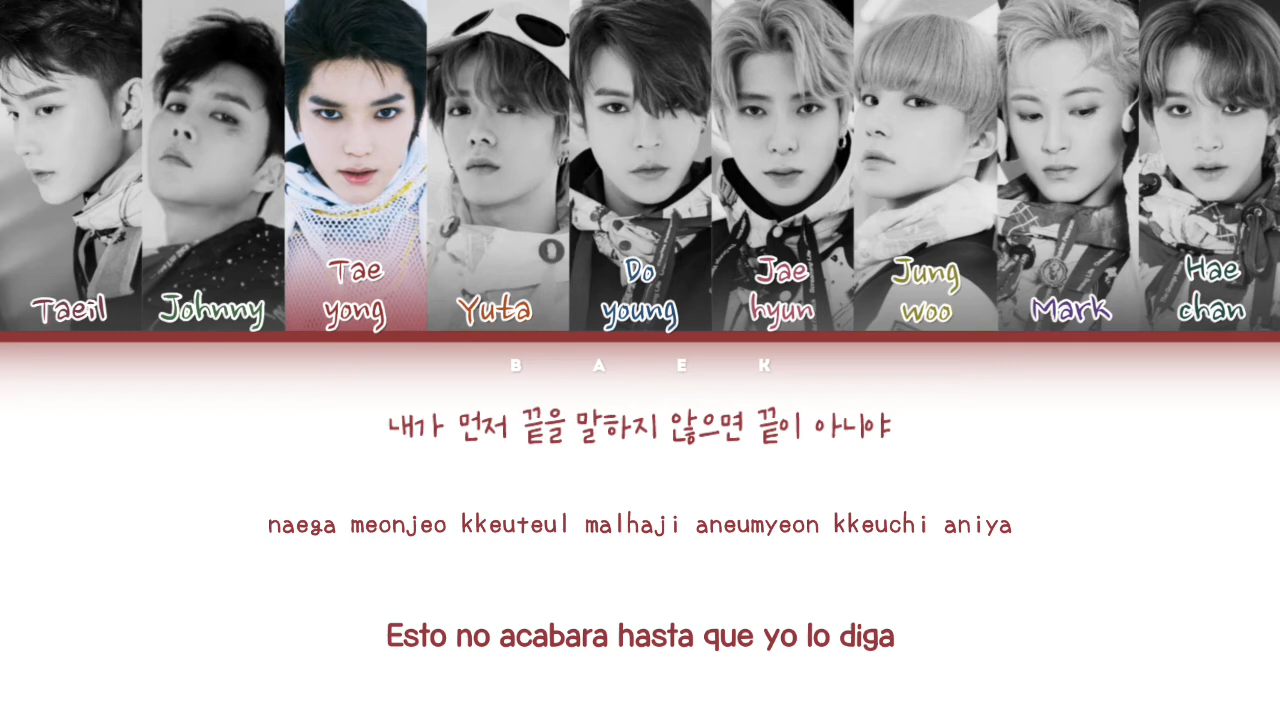 Taeil
Johnny
Tae
yong
Yuta
Do
young
Jae
hyun
Jung
woo
Mark
Hae
chan
B A E K
내가 먼저 끝을 말하지 않으면 끝이 아니야
naega meonjeo kkeuteul malhaji aneumyeon kkeuchi aniya
Esto no acabara hasta que yo lo diga